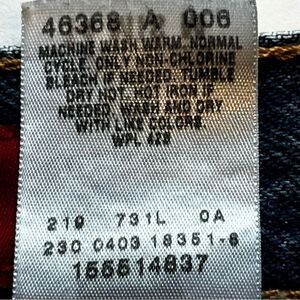 46368 A 006
MACHINE WASH WARM, NORMAL
CYCLE, ONLY NON-CHLORINE
BLEACH IF NEEDED. TUMBLE
DRY HOT. HOT IRON IF
NEEDED. WASH AND DRY
WITH LIKE COLORS.
WPL 423
219 731L 0A
230 0403 18351-6
155514837